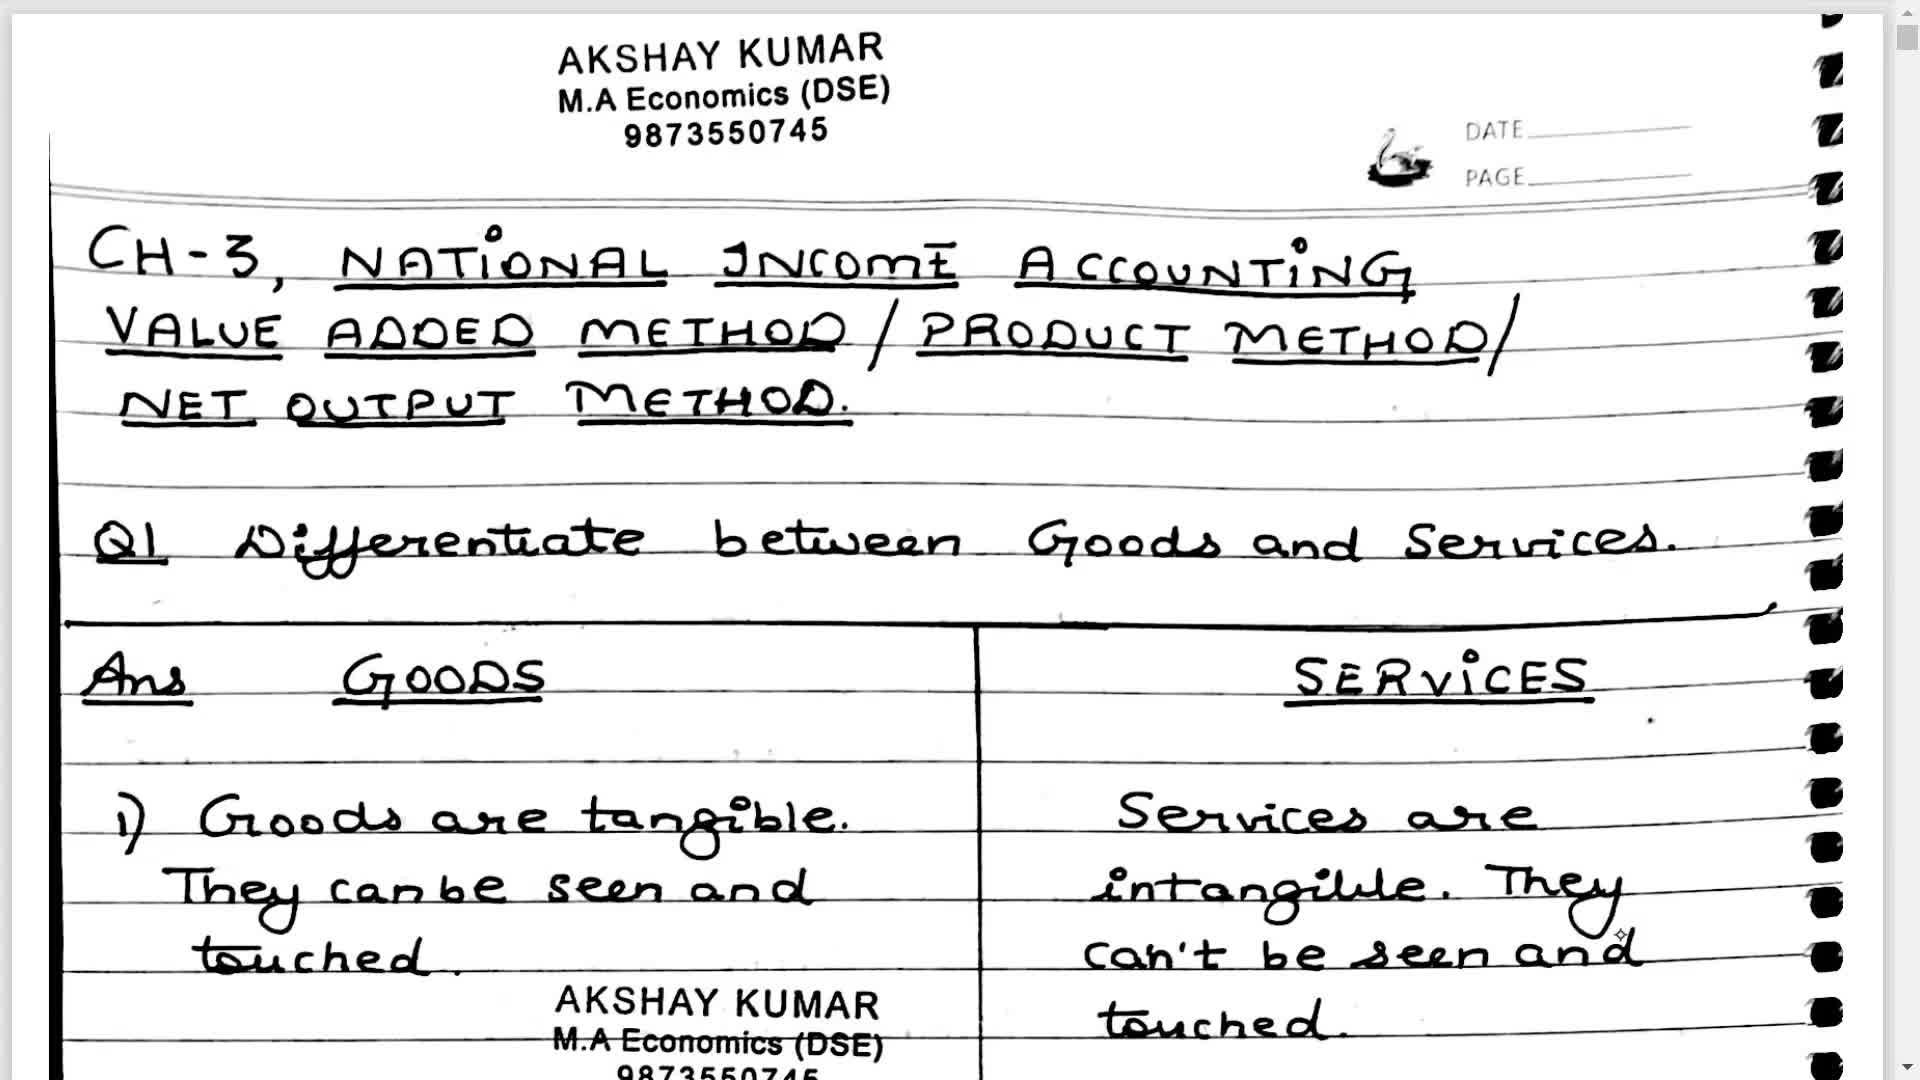 AKSHAY KUMAR
M.A Economics (DSE)
9873550745
DATE
PAGE
CH-3, NATIONAL INCOME ACCOUNTING
VALUE ADDED METHOD / PRODUCT METHOD/
NET OUTPUT METHOD.
Q1 Differentiate between Goods and Services.
Ans GOODS
SERVICES
1) Goods are tangible.
They can be seen and
touched.
Services are
intangible. They
can't be seen and
touched.
AKSHAY KUMAR
M.A Economics (DSE)
9873550745